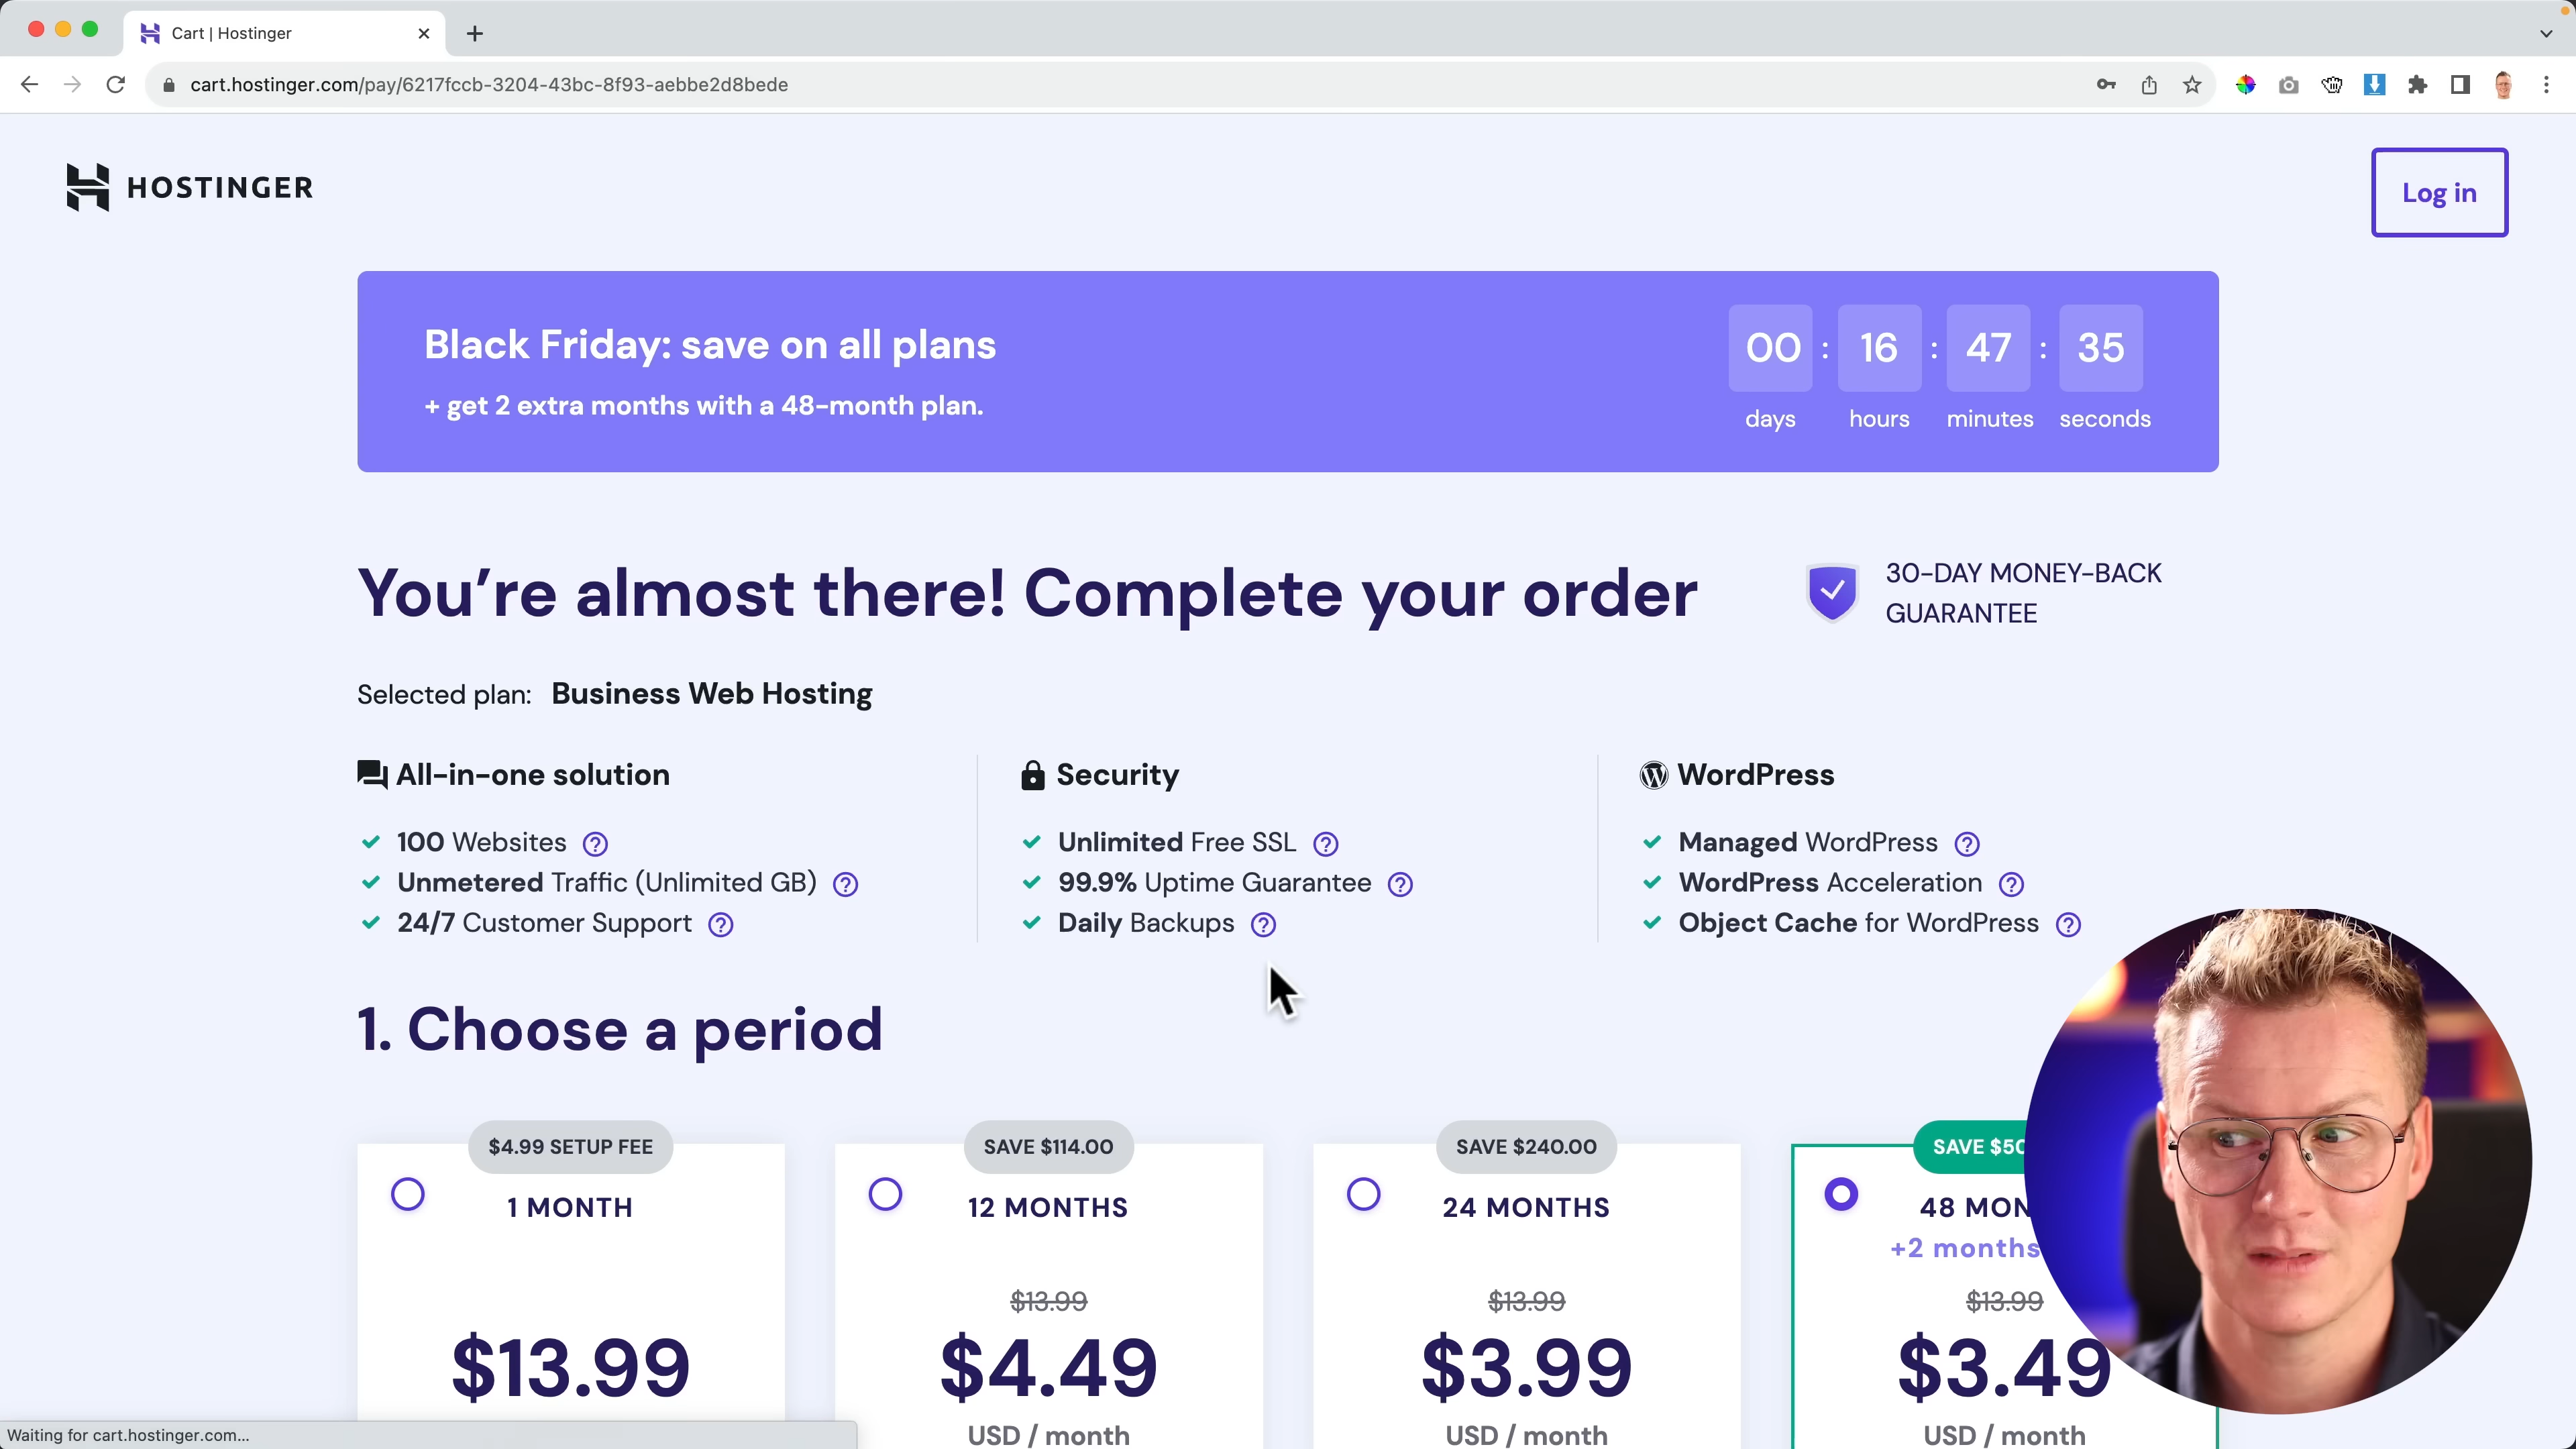 Cart | Hostinger
cart.hostinger.com/pay/6217fccb-3204-43bc-8f93-aebbe2d8bede
HOSTINGER
Log in
Black Friday: save on all plans
+ get 2 extra months with a 48-month plan.
00 : 16 : 47 : 35
days hours minutes seconds
You’re almost there! Complete your order
30-DAY MONEY-BACK
GUARANTEE
Selected plan: Business Web Hosting
All-in-one solution
100 Websites
Unmetered Traffic (Unlimited GB)
24/7 Customer Support
Security
Unlimited Free SSL
99.9% Uptime Guarantee
Daily Backups
WordPress
Managed WordPress
WordPress Acceleration
Object Cache for WordPress
1. Choose a period
$4.99 SETUP FEE
1 MONTH
$13.99
SAVE $114.00
12 MONTHS
$13.99
$4.49
USD / month
SAVE $240.00
24 MONTHS
$13.99
$3.99
USD / month
SAVE
48
+2 months
$13.99
$3.49
USD / month
Waiting for cart.hostinger.com...